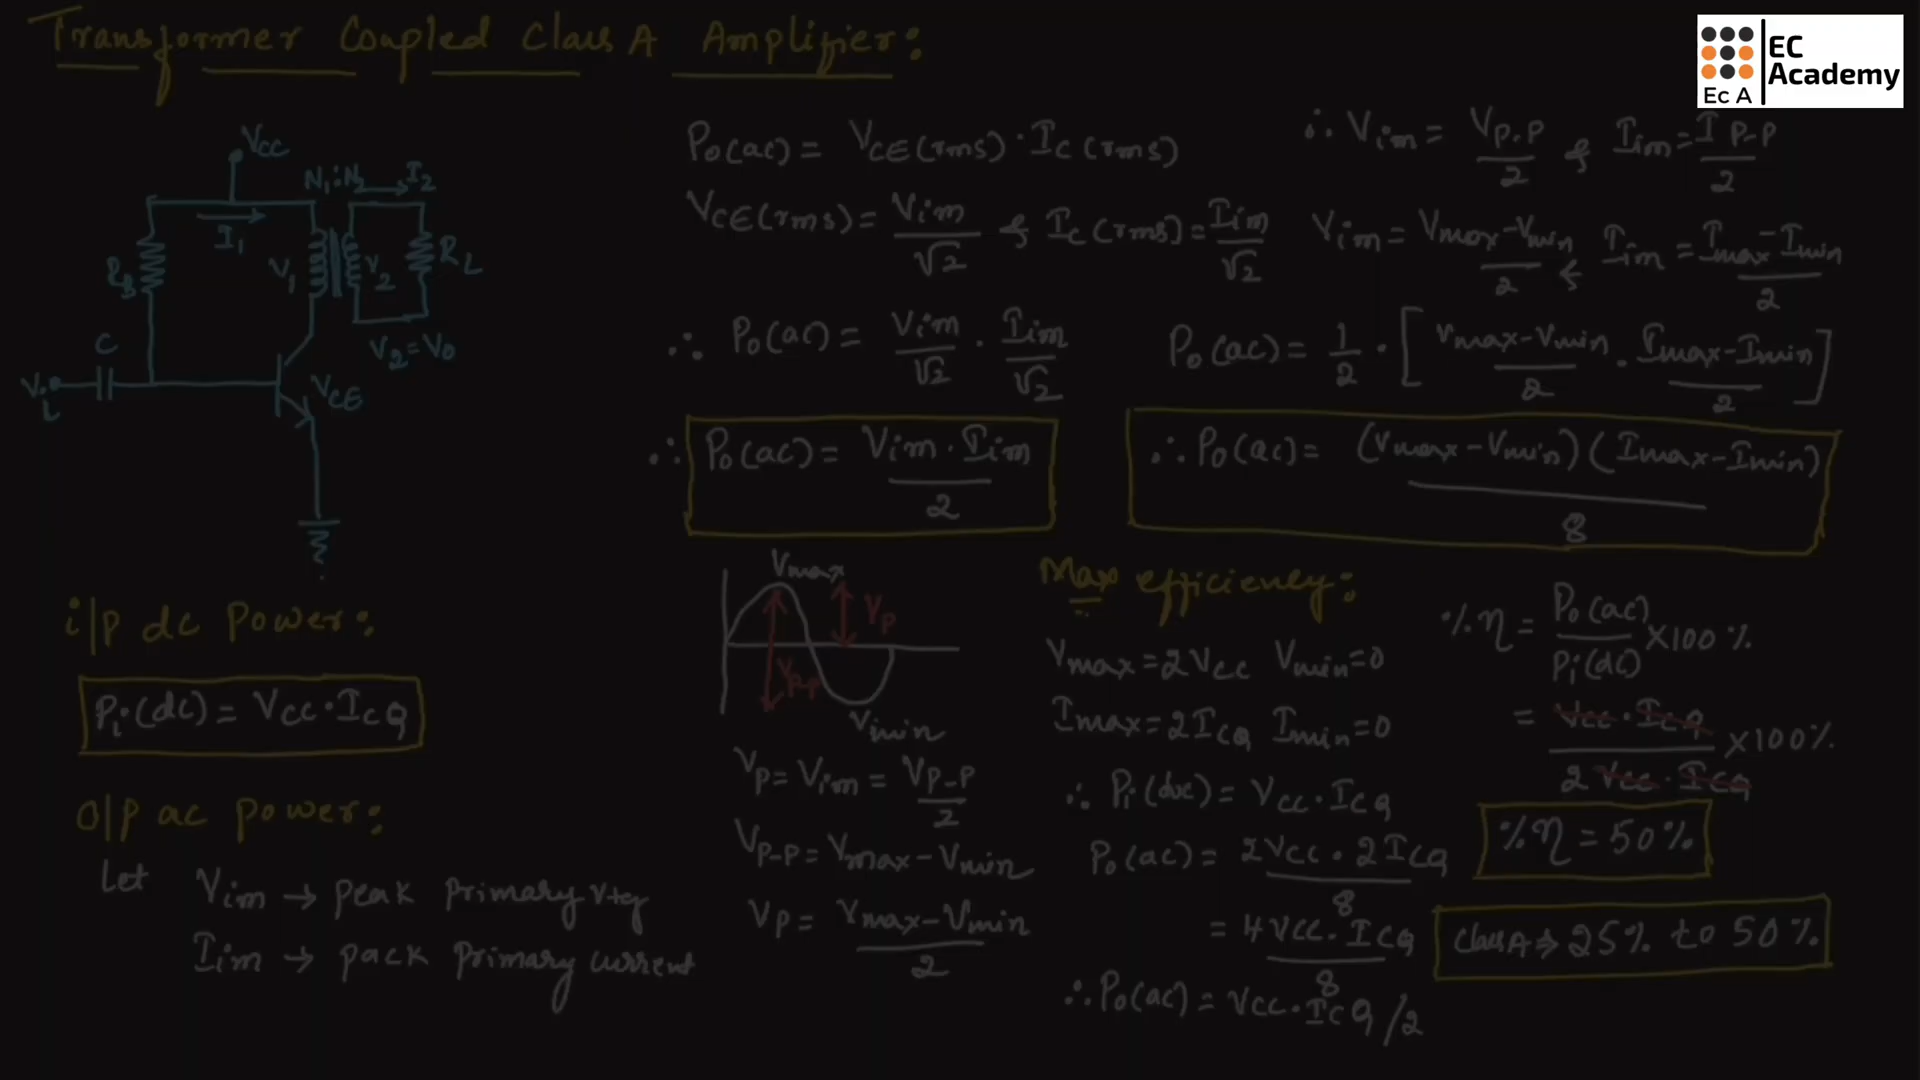 Transformer Coupled Class A Amplifier:
EC Academy
Ec A
VCC
N1:N2 I2
I1
RB
V1 V2 RL
C
V2=Vo
Vi
VCE
i/p dc power:
Pi(dc) = VCC·ICQ
o/p ac power:
Let Vim → peak primary vtg
Iim → pack primary current
Po(ac) = VCE(rms)·IC(rms)
VCE(rms) = Vim/√2 & IC(rms) = Iim/√2
∴ Po(ac) = Vim/√2 · Iim/√2
∴ Po(ac) = Vim·Iim/2
Vmax
VP
VP-P
Vmin
VP = Vim = VP-P/2
VP-P = Vmax-Vmin
VP = Vmax-Vmin/2
∴ Vim = VP-P/2 & Iim = IP-P/2
Vim = Vmax-Vmin/2 & Iim = Imax-Imin/2
Po(ac) = 1/2 · [Vmax-Vmin/2 · Imax-Imin/2]
∴ Po(ac) = (Vmax-Vmin)(Imax-Imin)/8
Max efficiency:
Vmax=2VCC Vmin=0
Imax=2ICQ Imin=0
∴ Pi(dc) = VCC·ICQ
Po(ac) = 2VCC·2ICQ/8
= 4VCC·ICQ/8
∴ Po(ac) = VCC·ICQ/2
%η = Po(ac)/Pi(dc) X100%
= VCC·ICQ/2VCC·ICQ X100%
%η = 50%
Class A ⇒ 25% to 50%